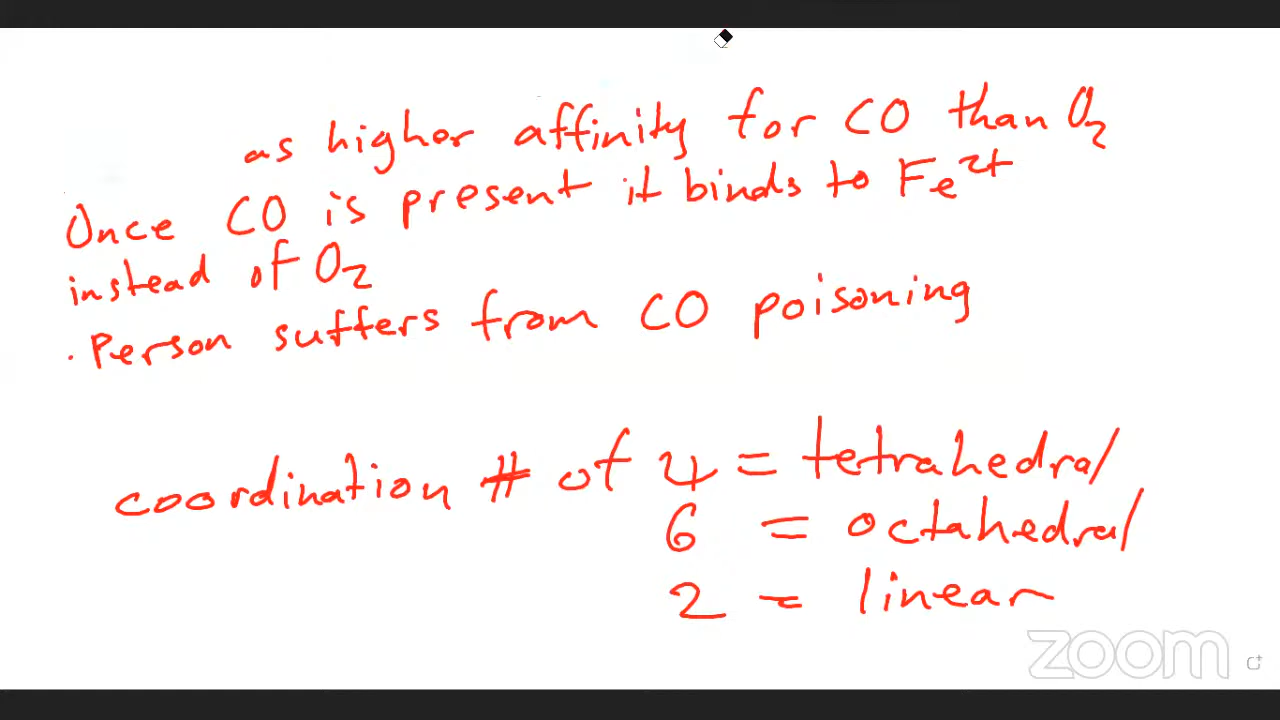 as higher affinity for CO than O₂
Once CO is present it binds to Fe²⁺
instead of O₂
· Person suffers from CO poisoning
coordination # of 4 = tetrahedral
6 = octahedral
2 = linear
zoom